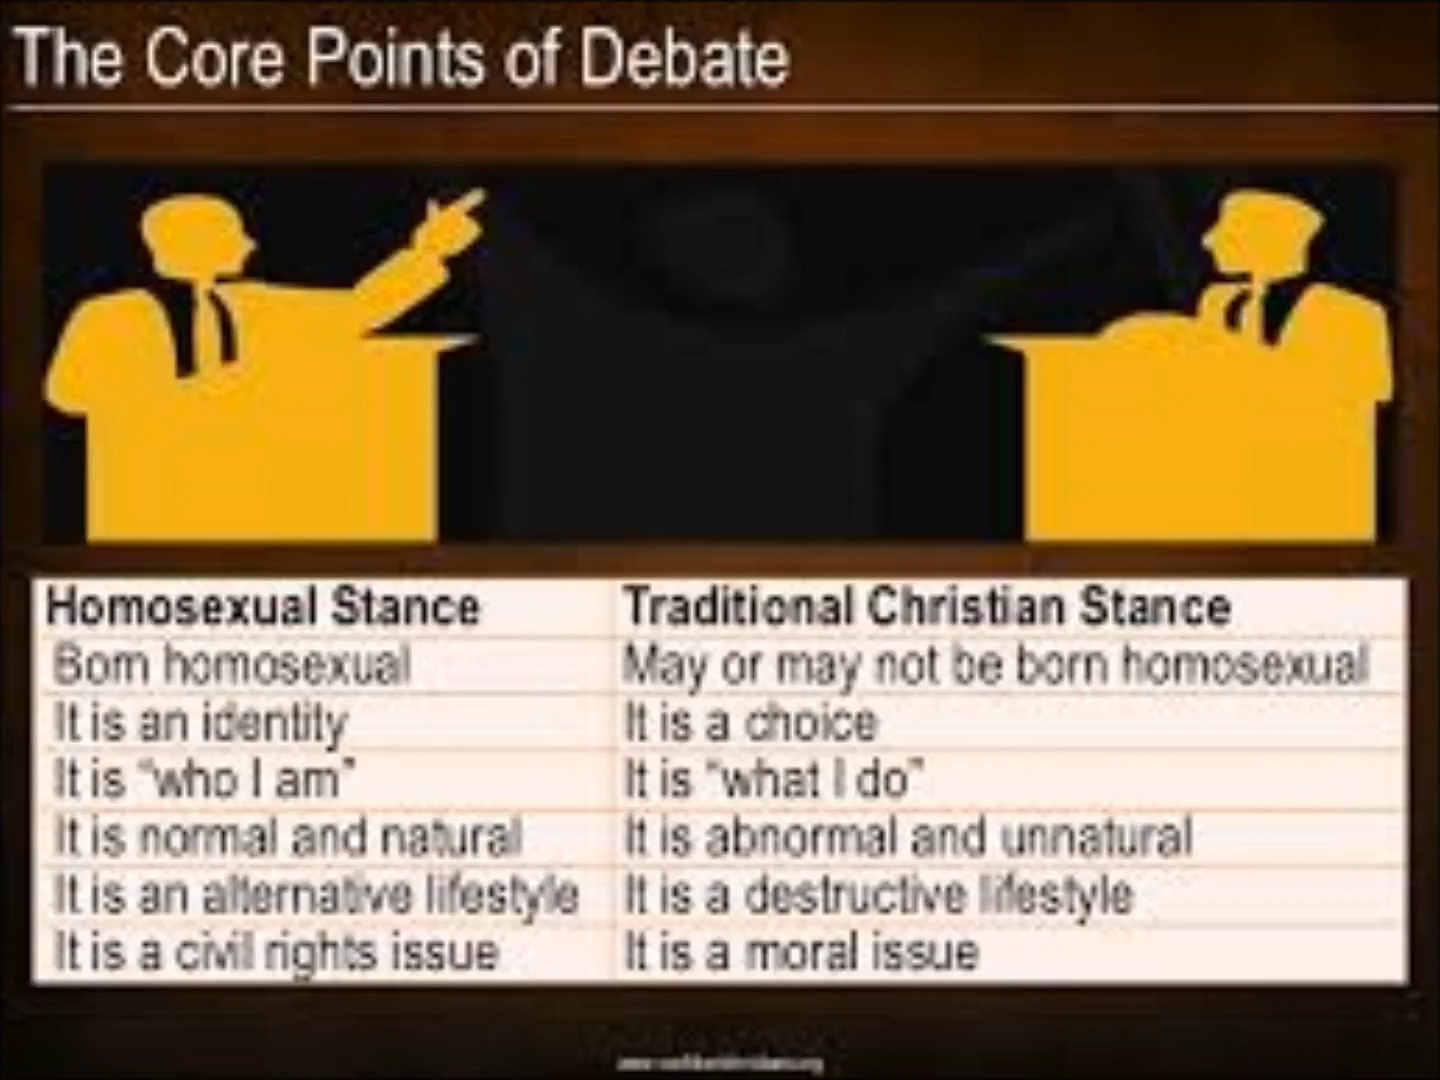 The Core Points of Debate
Homosexual Stance Traditional Christian Stance
Born homosexual May or may not be born homosexual
It is an identity It is a choice
It is "who I am" It is "what I do"
It is normal and natural It is abnormal and unnatural
It is an alternative lifestyle It is a destructive lifestyle
It is a civil rights issue It is a moral issue